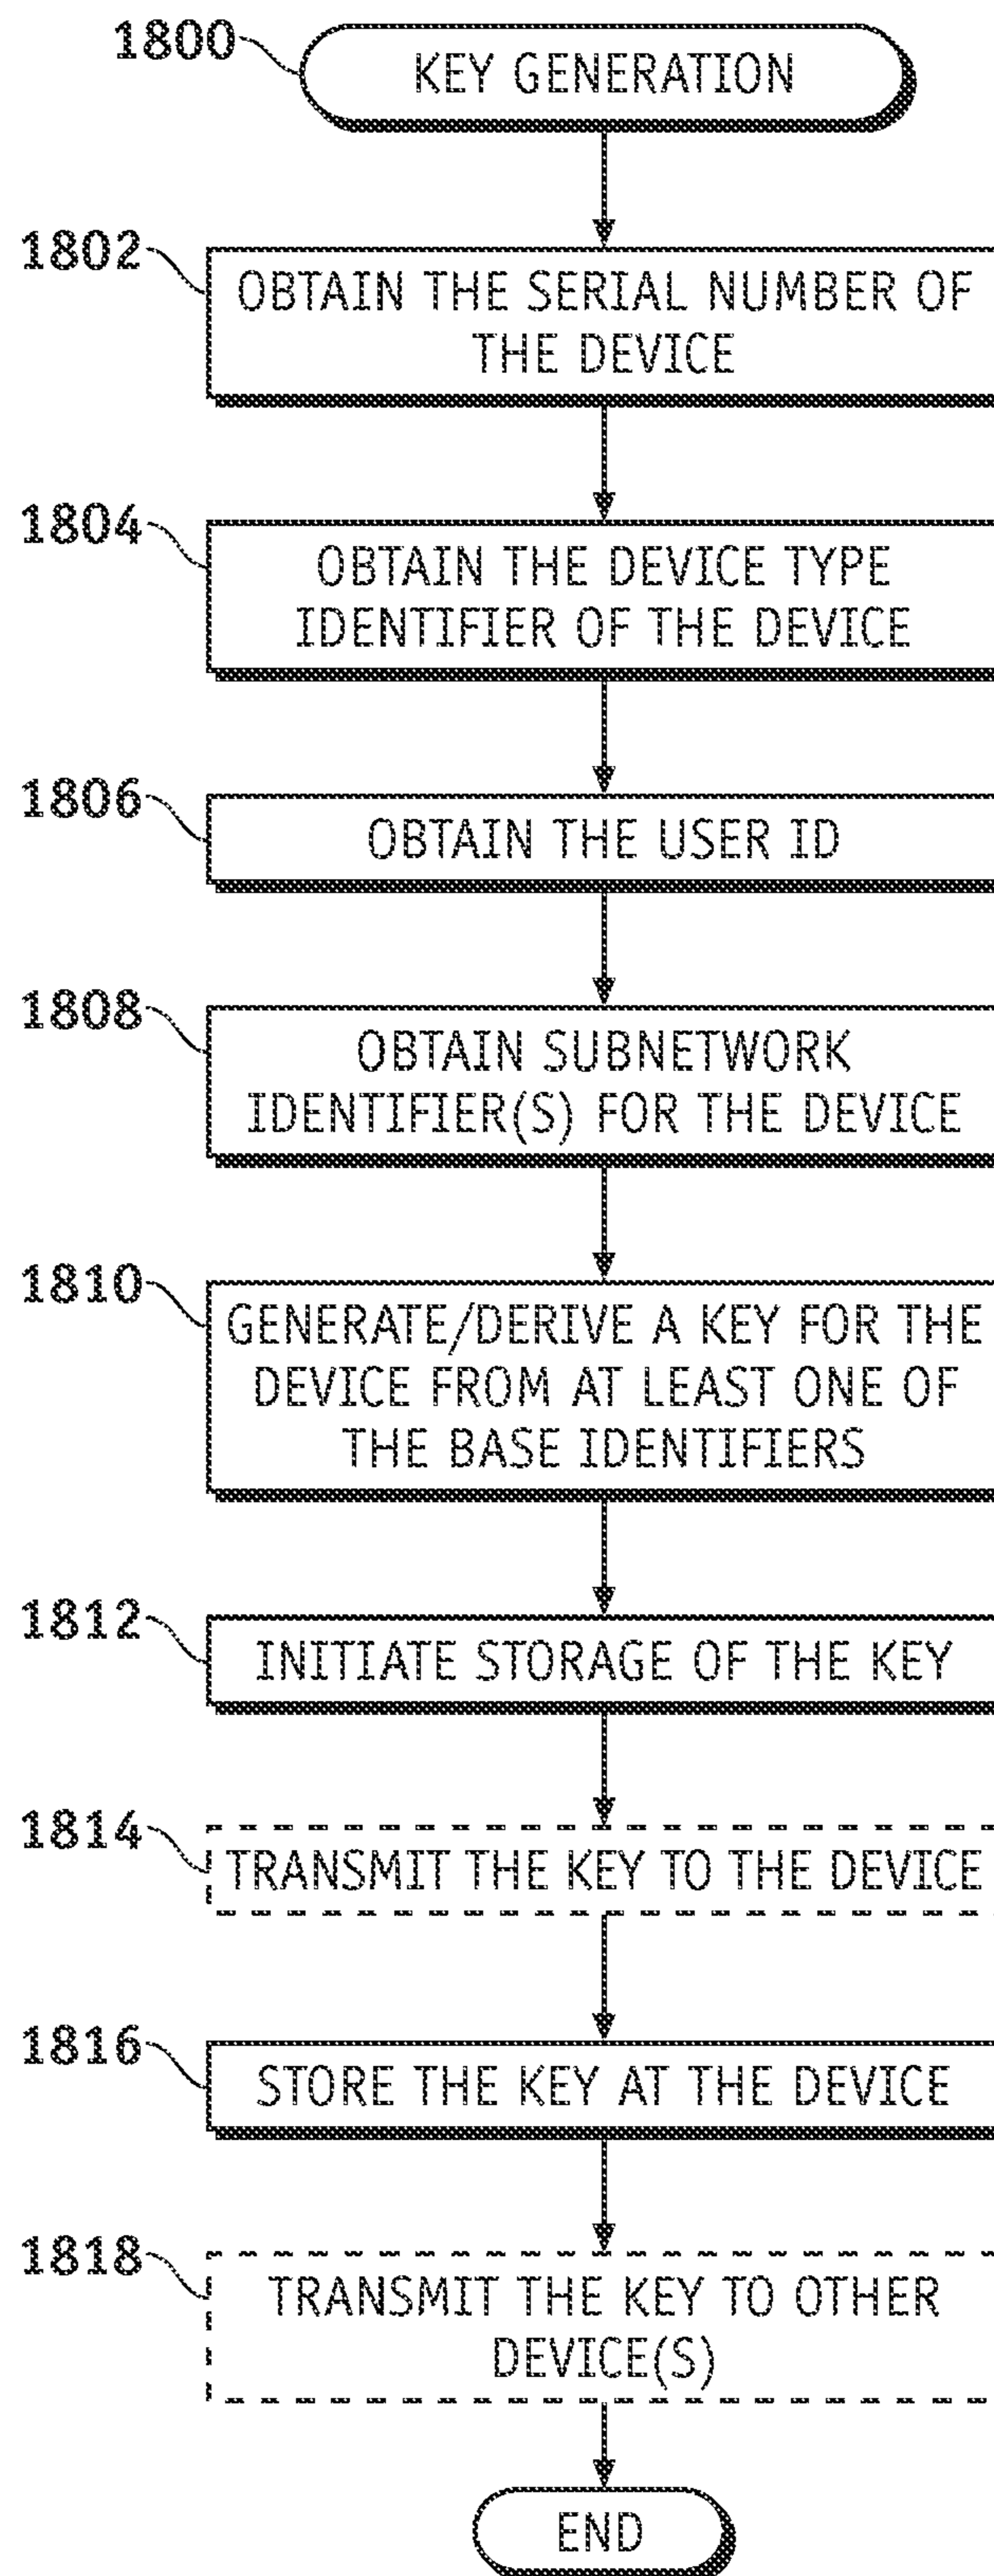 1800
KEY GENERATION
1802
OBTAIN THE SERIAL NUMBER OF
THE DEVICE
1804
OBTAIN THE DEVICE TYPE
IDENTIFIER OF THE DEVICE
1806
OBTAIN THE USER ID
1808
OBTAIN SUBNETWORK
IDENTIFIER(S) FOR THE DEVICE
1810
GENERATE/DERIVE A KEY FOR THE
DEVICE FROM AT LEAST ONE OF
THE BASE IDENTIFIERS
1812
INITIATE STORAGE OF THE KEY
1814
TRANSMIT THE KEY TO THE DEVICE
1816
STORE THE KEY AT THE DEVICE
1818
TRANSMIT THE KEY TO OTHER
DEVICE(S)
END